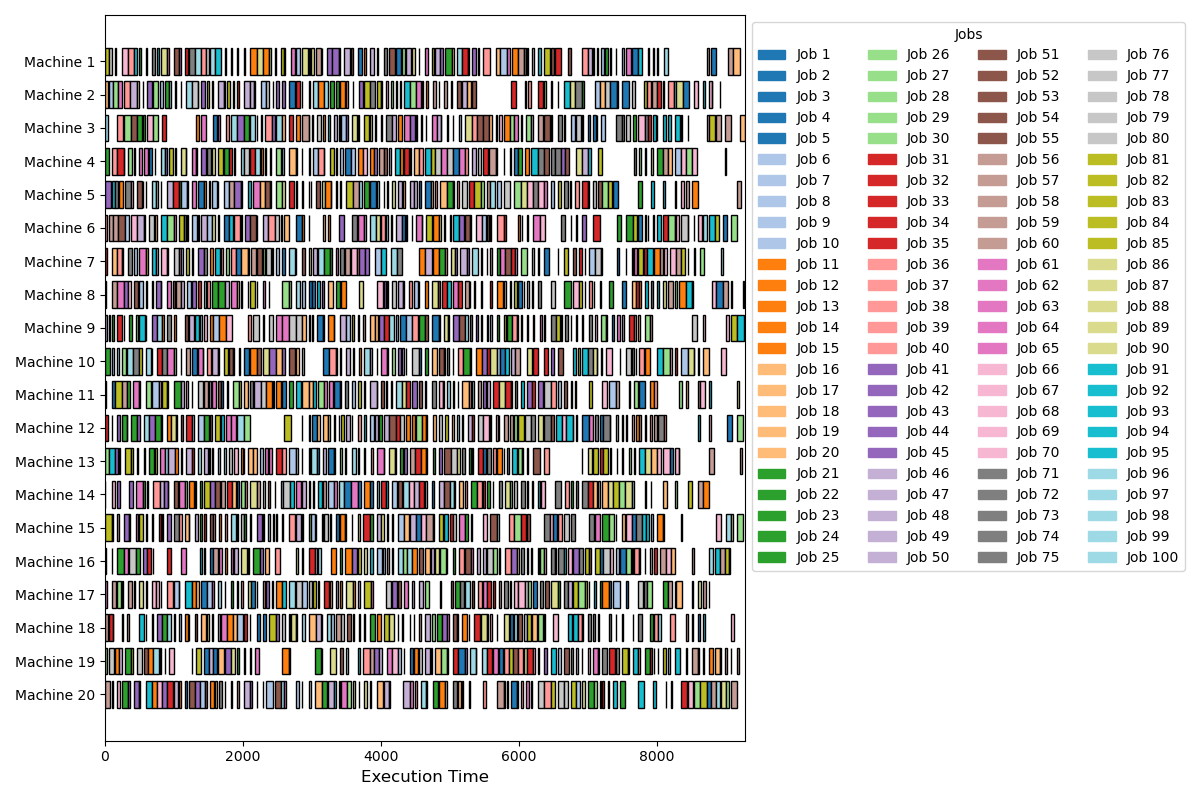 Machine 1
Machine 2
Machine 3
Machine 4
Machine 5
Machine 6
Machine 7
Machine 8
Machine 9
Machine 10
Machine 11
Machine 12
Machine 13
Machine 14
Machine 15
Machine 16
Machine 17
Machine 18
Machine 19
Machine 20
0 2000 4000 6000 8000
Execution Time
Jobs
Job 1 Job 26 Job 51 Job 76
Job 2 Job 27 Job 52 Job 77
Job 3 Job 28 Job 53 Job 78
Job 4 Job 29 Job 54 Job 79
Job 5 Job 30 Job 55 Job 80
Job 6 Job 31 Job 56 Job 81
Job 7 Job 32 Job 57 Job 82
Job 8 Job 33 Job 58 Job 83
Job 9 Job 34 Job 59 Job 84
Job 10 Job 35 Job 60 Job 85
Job 11 Job 36 Job 61 Job 86
Job 12 Job 37 Job 62 Job 87
Job 13 Job 38 Job 63 Job 88
Job 14 Job 39 Job 64 Job 89
Job 15 Job 40 Job 65 Job 90
Job 16 Job 41 Job 66 Job 91
Job 17 Job 42 Job 67 Job 92
Job 18 Job 43 Job 68 Job 93
Job 19 Job 44 Job 69 Job 94
Job 20 Job 45 Job 70 Job 95
Job 21 Job 46 Job 71 Job 96
Job 22 Job 47 Job 72 Job 97
Job 23 Job 48 Job 73 Job 98
Job 24 Job 49 Job 74 Job 99
Job 25 Job 50 Job 75 Job 100